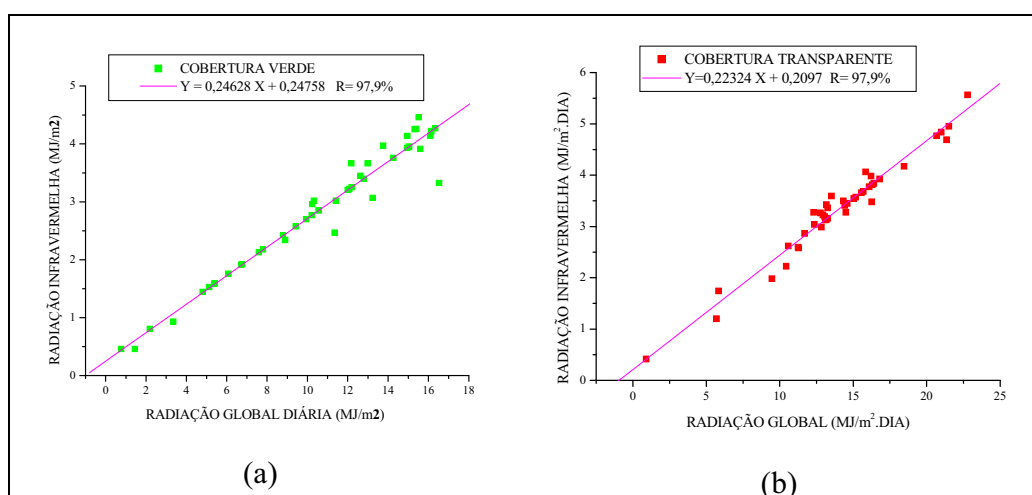 COBERTURA VERDE
Y = 0,24628 X + 0,24758 R= 97,9%
RADIAÇÃO INFRAVERMELHA (MJ/m2)
5
4
3
2
1
0
0 2 4 6 8 10 12 14 16 18
RADIAÇÃO GLOBAL DIÁRIA (MJ/m2)
(a)
COBERTURA TRANSPARENTE
Y=0,22324 X + 0,2097 R= 97,9%
RADIAÇÃO INFRAVERMELHA (MJ/m².DIA)
6
5
4
3
2
1
0
0 5 10 15 20 25
RADIAÇÃO GLOBAL (MJ/m².DIA)
(b)